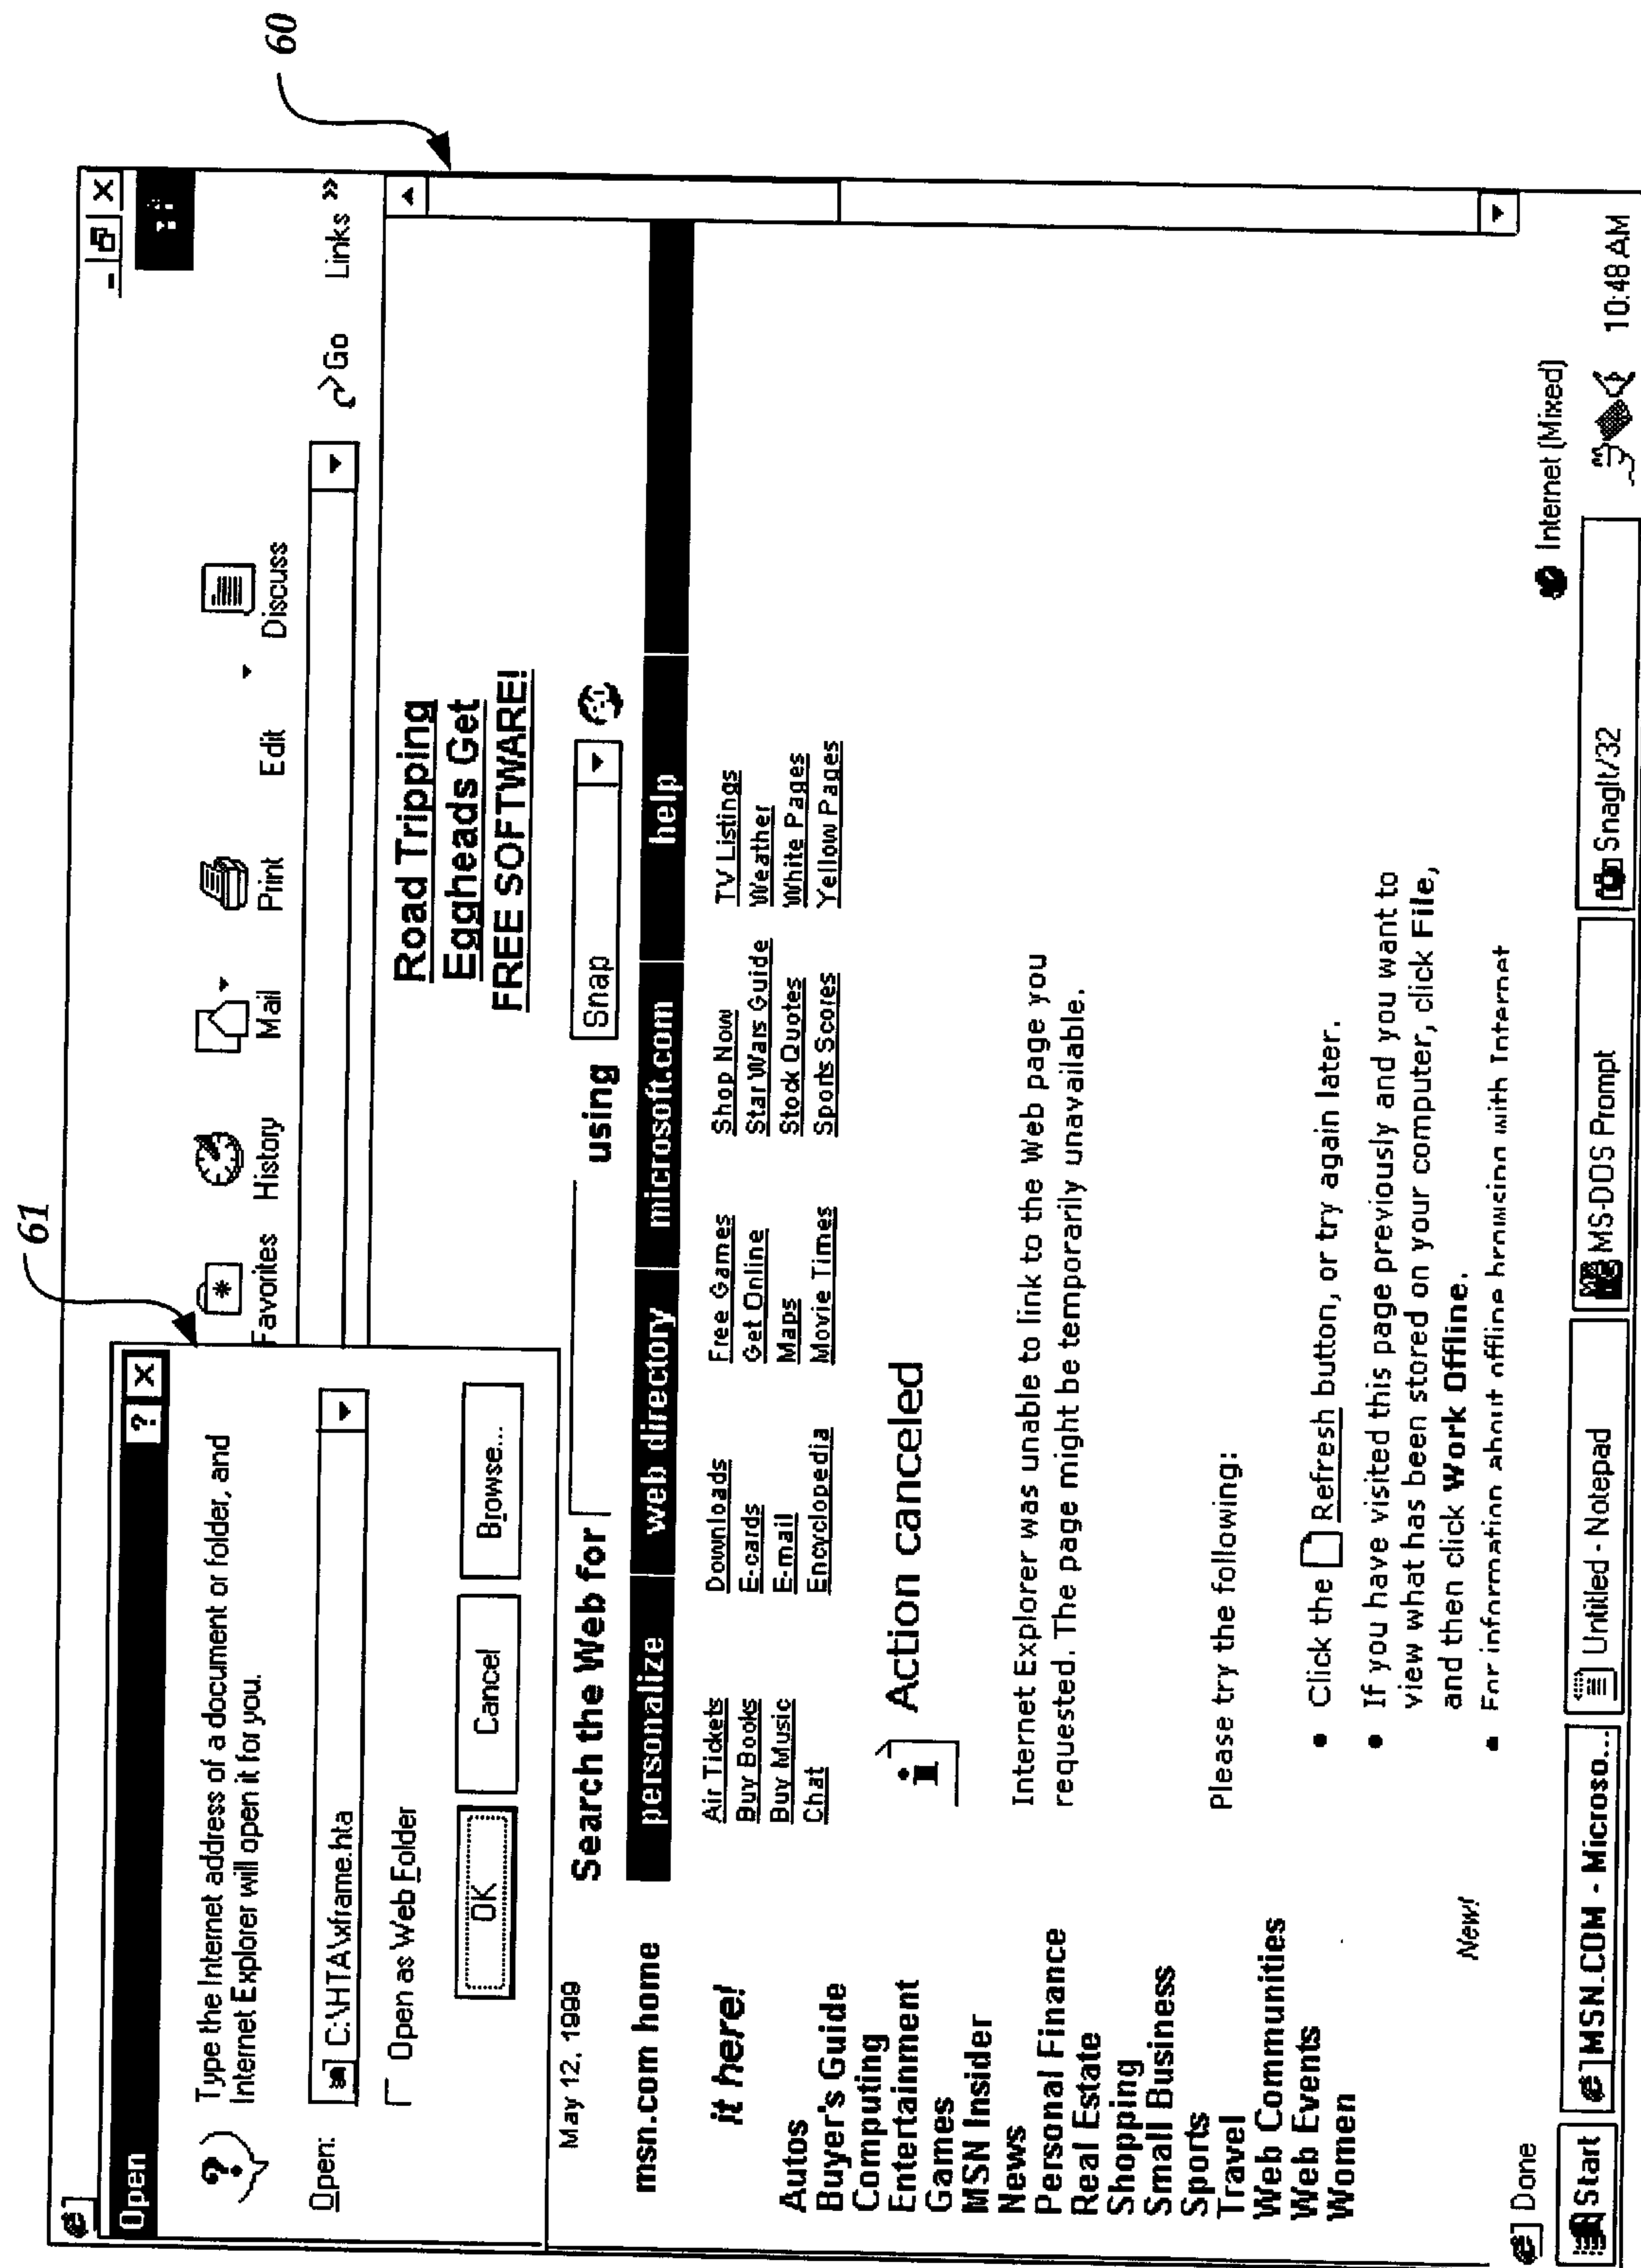 61
60
Open
Type the Internet address of a document or folder, and
Internet Explorer will open it for you.
Open: C:\HTA\xframe.hta
Open as Web Folder
OK Cancel Browse...
Favorites History Mail Print Edit Discuss
Go Links »
Road Tripping
Eggheads Get
FREE SOFTWARE!
May 12, 1999
Search the Web for using Snap
msn.com home personalize web directory microsoft.com help
it here!
Air Tickets Downloads Free Games Shop Now TV Listings
Buy Books E-cards Get Online Star Wars Guide Weather
Buy Music E-mail Maps Stock Quotes White Pages
Chat Encyclopedia Movie Times Sports Scores Yellow Pages
Autos
Buyer's Guide
Computing
Entertainment
Games
MSN Insider
News
Personal Finance
Real Estate
Shopping
Small Business
Sports
Travel
Web Communities
Web Events
Women
New!
Action canceled
Internet Explorer was unable to link to the Web page you
requested. The page might be temporarily unavailable.
Please try the following:
• Click the Refresh button, or try again later.
• If you have visited this page previously and you want to
view what has been stored on your computer, click File,
and then click Work Offline.
• For information about offline browsing with Internet
Done Internet (Mixed)
Start MSN.COM - Microso... Untitled - Notepad MS-DOS Prompt SnagIt/32 10:48 AM